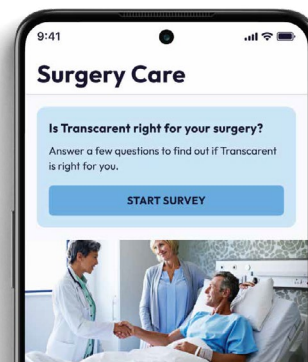 9:41
Surgery Care
Is Transcarent right for your surgery?
Answer a few questions to find out if Transcarent
is right for you.
START SURVEY